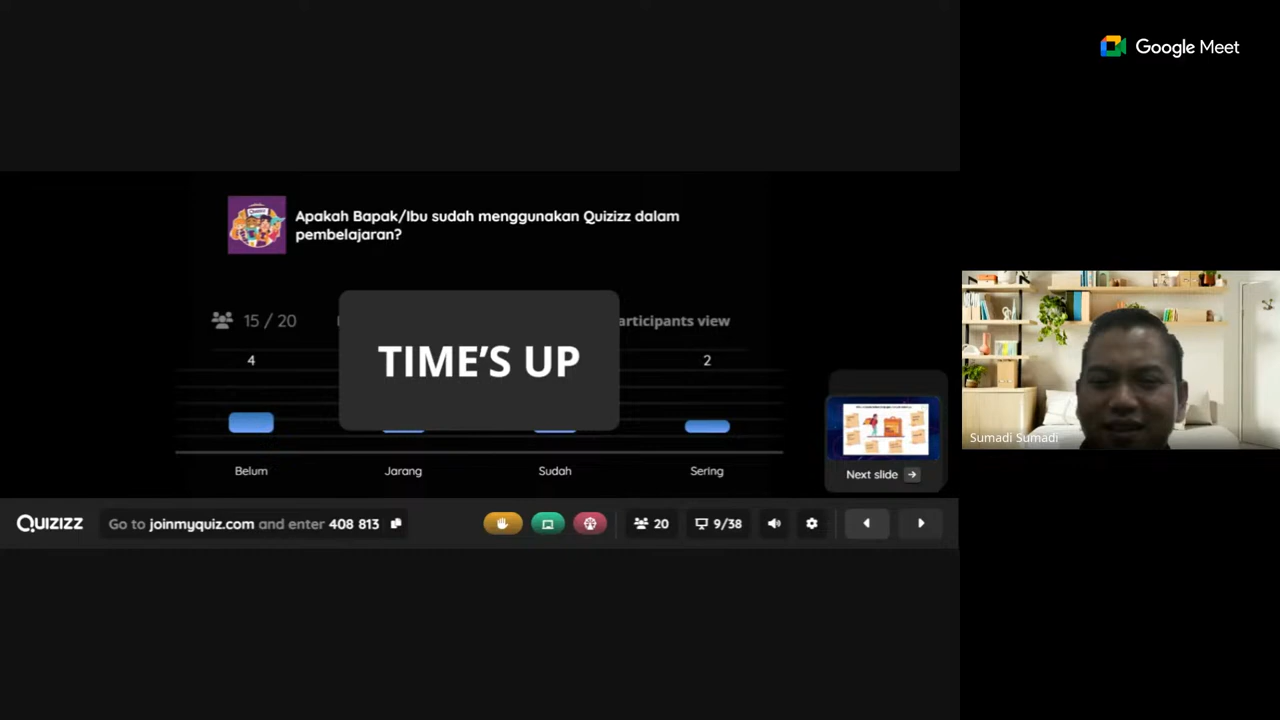 Google Meet
Apakah Bapak/Ibu sudah menggunakan Quizizz dalam
pembelajaran?
15 / 20
articipants view
4
2
TIME'S UP
Belum
Jarang
Sudah
Sering
Next slide
Sumadi Sumadi
QUIZIZZ
Go to joinmyquiz.com and enter 408 813
20
9/38